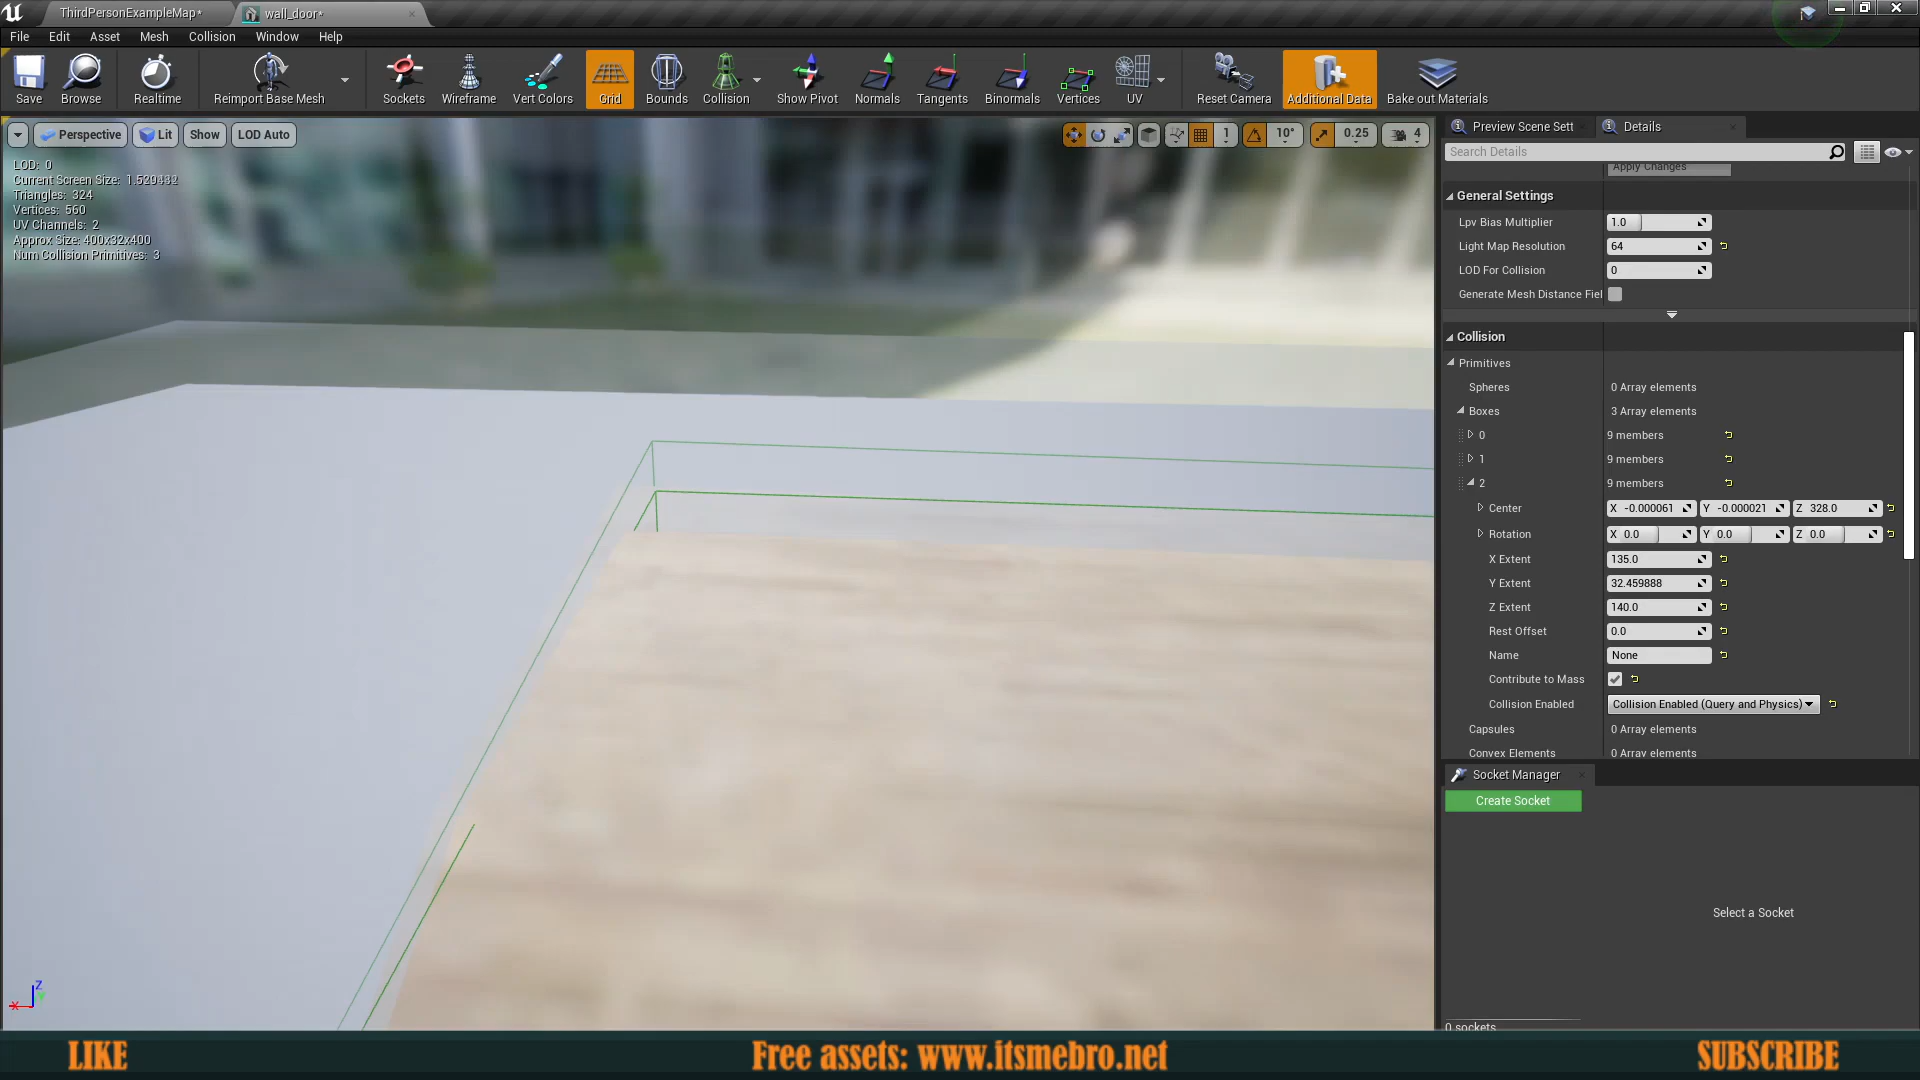 ThirdPersonExampleMap*
wall_door*
File Edit Asset Mesh Collision Window Help
Save Browse Realtime Reimport Base Mesh Sockets Wireframe Vert Colors Grid Bounds Collision Show Pivot Normals Tangents Binormals Vertices UV Reset Camera Additional Data Bake out Materials
Perspective Lit Show LOD Auto
1 10° 0.25 4
LOD: 0
Current Screen Size:
Triangles: 324
Vertices: 560
UV Channels: 2
Approx Size: 400x32x400
Num Collision Primitives: 3
Z
X
Preview Scene Sett Details
Search Details
Apply Changes
General Settings
Lpv Bias Multiplier 1.0
Light Map Resolution 64
LOD For Collision 0
Generate Mesh Distance Fiel
Collision
Primitives
Spheres 0 Array elements
Boxes 3 Array elements
0 9 members
1 9 members
2 9 members
Center X -0.000061 Y -0.000021 Z 328.0
Rotation X 0.0 Y 0.0 Z 0.0
X Extent 135.0
Y Extent 32.459888
Z Extent 140.0
Rest Offset 0.0
Name None
Contribute to Mass
Collision Enabled Collision Enabled (Query and Physics)
Capsules 0 Array elements
Convex Elements 0 Array elements
Socket Manager
Create Socket
Select a Socket
0 sockets
LIKE Free assets: www.itsmebro.net SUBSCRIBE